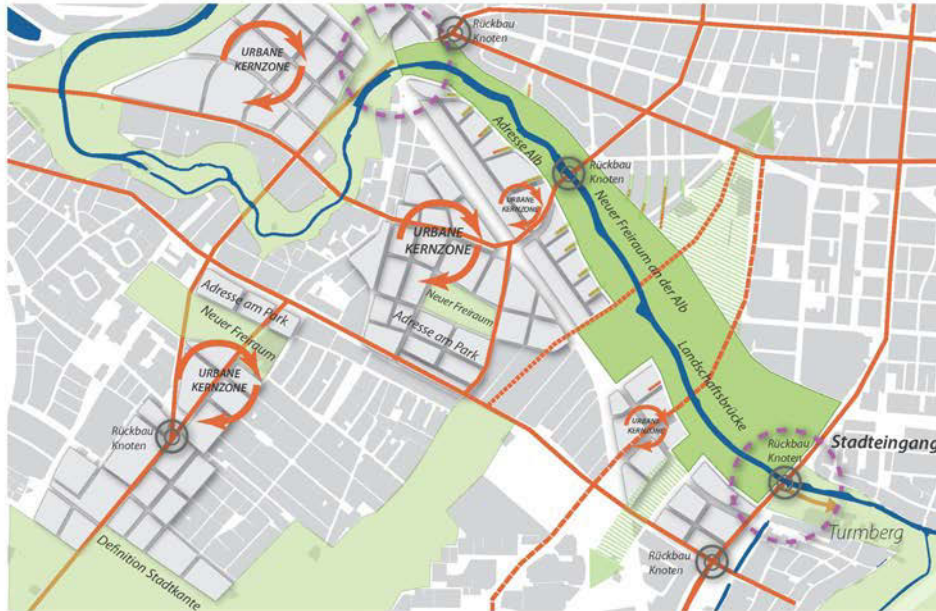 Rückbau
Knoten
URBANE
KERNZONE
Adresse Alb
Rückbau
Knoten
URBANE
KERNZONE
URBANE
KERNZONE
Neuer Freiraum an der Alb
Adresse am Park
Neuer Freiraum
Neuer Freiraum
Adresse am Park
Landschaftsbrücke
URBANE
KERNZONE
URBANE
KERNZONE
Rückbau
Knoten
Rückbau
Knoten
Stadteingang
Turmberg
Rückbau
Knoten
Definition Stadtkante